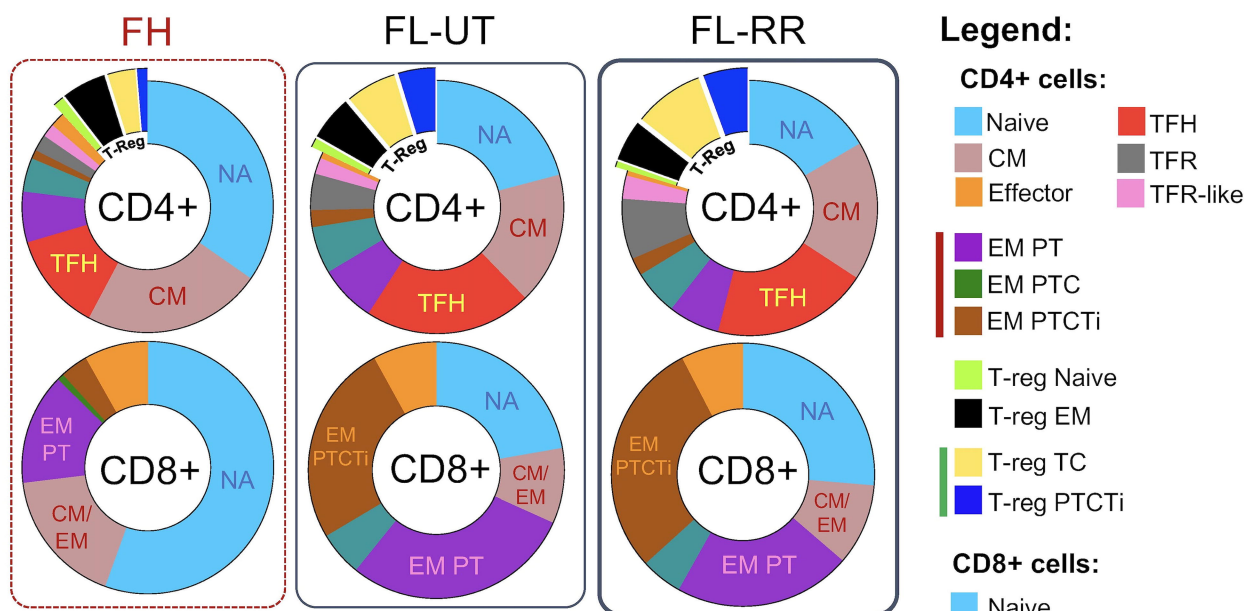 FH
FL-UT
FL-RR
T-Reg
NA
CD4+
TFH
CM
T-Reg
NA
CD4+
CM
TFH
T-Reg
NA
CD4+
CM
TFH
EM
PT
CD8+
NA
CM/
EM
NA
EM
PTCTi
CD8+
CM/
EM
EM PT
NA
EM
PTCTi
CD8+
CM/
EM
EM PT
Legend:
CD4+ cells:
Naive
TFH
CM
TFR
Effector
TFR-like
EM PT
EM PTC
EM PTCTi
T-reg Naive
T-reg EM
T-reg TC
T-reg PTCTi
CD8+ cells:
Naive